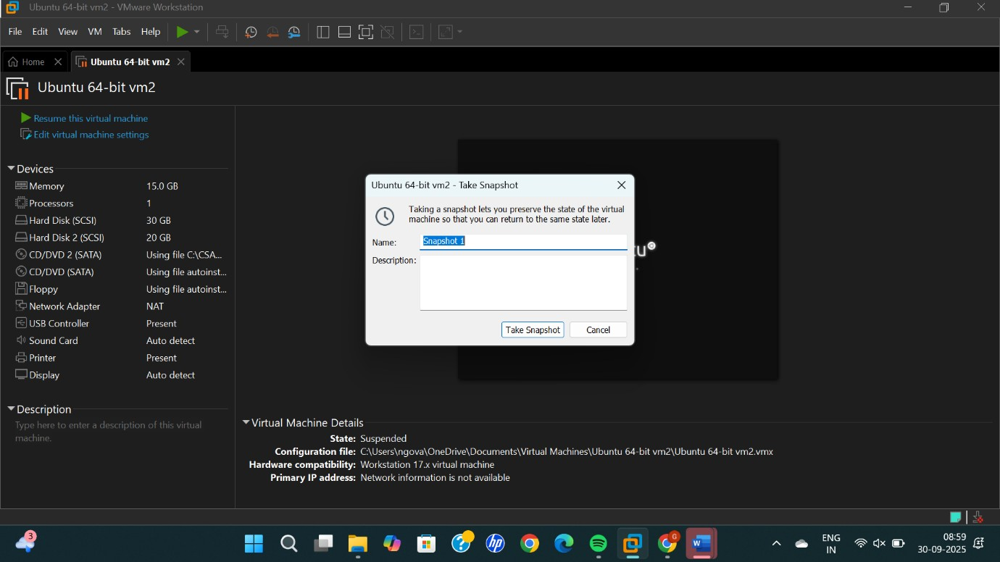 Ubuntu 64-bit vm2 - VMware Workstation
File Edit View VM Tabs Help
Home Ubuntu 64-bit vm2
Ubuntu 64-bit vm2
Resume this virtual machine
Edit virtual machine settings
Devices
Memory 15.0 GB
Processors 1
Hard Disk (SCSI) 30 GB
Hard Disk 2 (SCSI) 20 GB
CD/DVD 2 (SATA) Using file C:\CSA...
CD/DVD (SATA) Using file autoinst...
Floppy Using file autoinst...
Network Adapter NAT
USB Controller Present
Sound Card Auto detect
Printer Present
Display Auto detect
Description
Type here to enter a description of this virtual
machine.
Ubuntu 64-bit vm2 - Take Snapshot
Taking a snapshot lets you preserve the state of the virtual
machine so that you can return to the same state later.
Name: Snapshot 1
Description:
Take Snapshot Cancel
Virtual Machine Details
State: Suspended
Configuration file: C:\Users\ngova\OneDrive\Documents\Virtual Machines\Ubuntu 64-bit vm2\Ubuntu 64-bit vm2.vmx
Hardware compatibility: Workstation 17.x virtual machine
Primary IP address: Network information is not available
3
hp
G
W
ENG
IN
08:59
30-09-2025